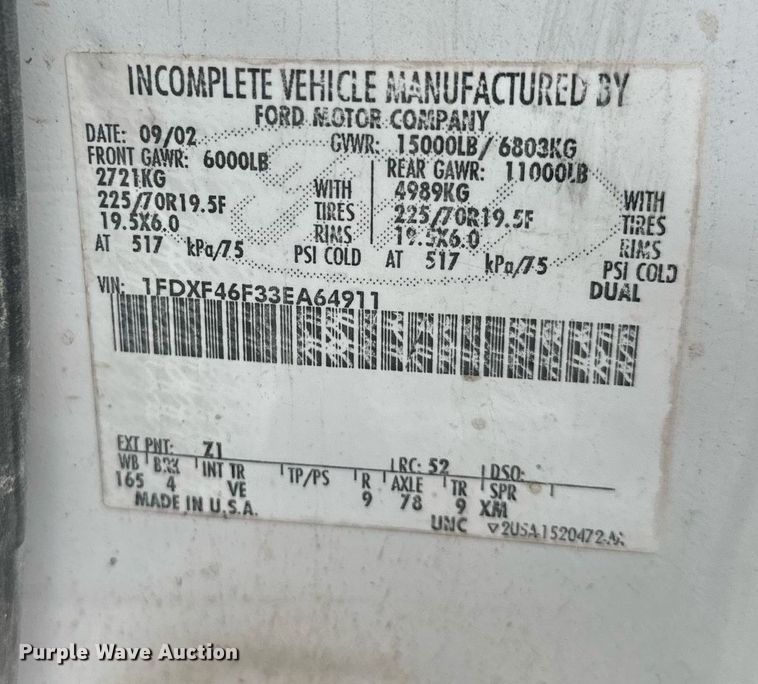 INCOMPLETE VEHICLE MANUFACTURED BY
FORD MOTOR COMPANY
DATE: 09/02 GVWR: 15000LB/ 6803KG
FRONT GAWR: 6000LB REAR GAWR: 11000LB
2721KG WITH 4989KG WITH
225/70R19.5F TIRES 225/70R19.5F TIRES
19.5X6.0 RIMS 19.5X6.0 RIMS
AT 517 kPa/75 PSI COLD AT 517 kPa/75 PSI COLD
DUAL
VIN: 1FDXF46F33EA64911
EXT PNT: Z1 RC: 52 DSO:
WB BRK INT TR TP/PS R AXLE TR SPR
165 4 VE 9 78 9 XM
MADE IN U.S.A. UNC
Purple Wave Auction